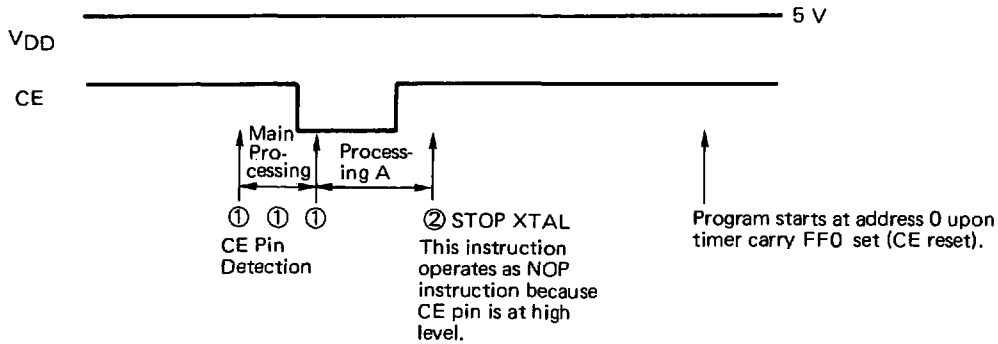 5 V
VDD
CE
Main
Pro-
cessing
Process-
ing A
① ① ①
CE Pin
Detection
② STOP XTAL
This instruction
operates as NOP
instruction because
CE pin is at high
level.
Program starts at address 0 upon
timer carry FF0 set (CE reset).